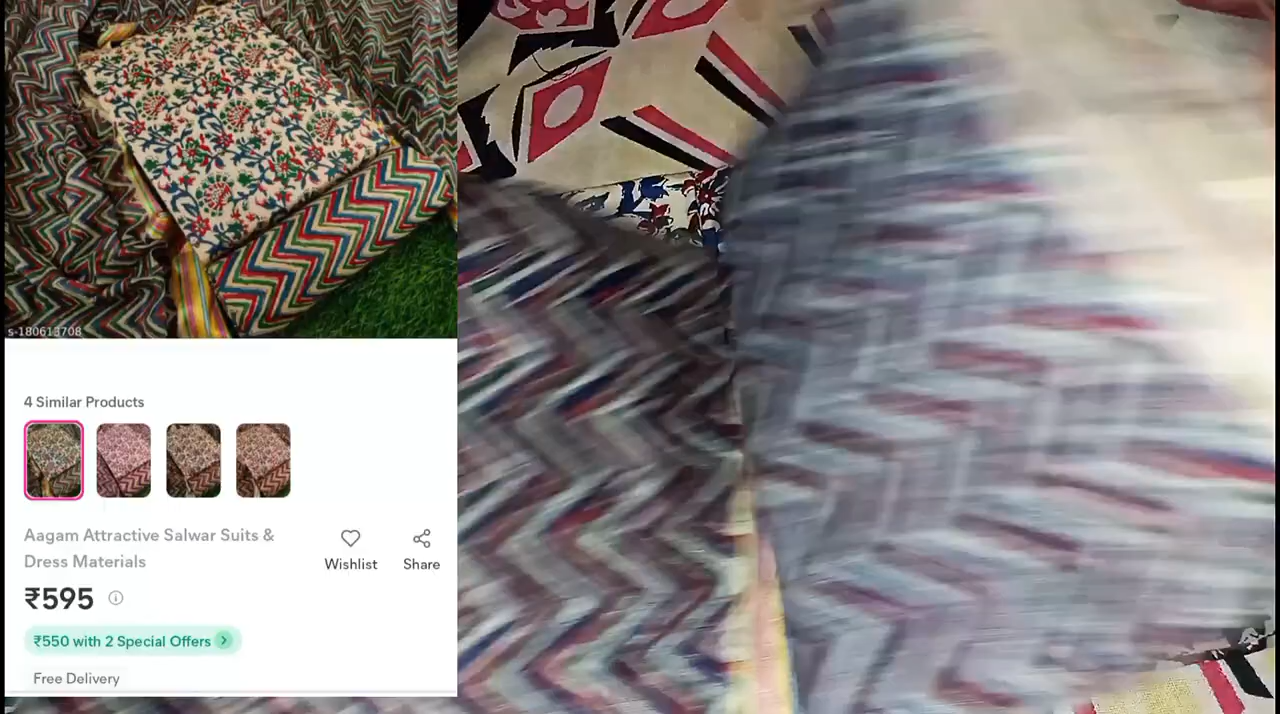 s-180613708
4 Similar Products
Aagam Attractive Salwar Suits &
Dress Materials
Wishlist
Share
₹595
₹550 with 2 Special Offers
Free Delivery